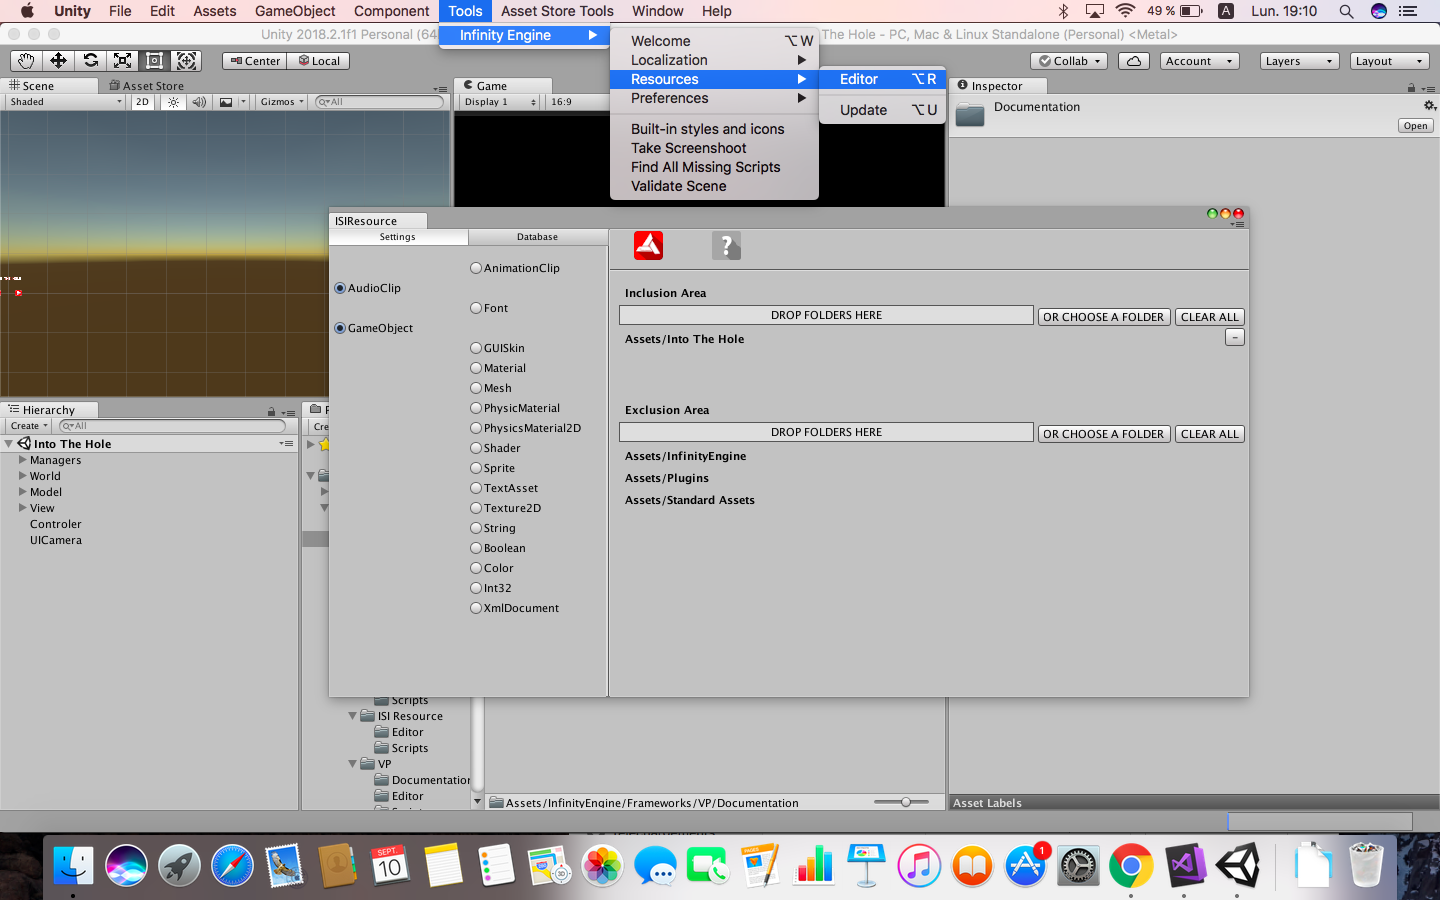 Unity File Edit Assets GameObject Component Tools Asset Store Tools Window Help 49 % A Lun. 19:10
Unity 2018.2.1f1 Personal (64
The Hole - PC, Mac & Linux Standalone (Personal) <Metal>
Infinity Engine
Welcome ⌥W
Localization
Resources
Preferences
Built-in styles and icons
Take Screenshoot
Find All Missing Scripts
Validate Scene
Editor ⌥R
Update ⌥U
Center Local
Collab Account Layers Layout
Scene Asset Store
Shaded 2D Gizmos All
Game
Display 1 16:9
Inspector
Documentation
Open
ISIResource
Settings Database
AnimationClip
AudioClip
Font
GameObject
GUISkin
Material
Mesh
PhysicMaterial
PhysicsMaterial2D
Shader
Sprite
TextAsset
Texture2D
String
Boolean
Color
Int32
XmlDocument
?
Inclusion Area
DROP FOLDERS HERE OR CHOOSE A FOLDER CLEAR ALL
Assets/Into The Hole -
Exclusion Area
DROP FOLDERS HERE OR CHOOSE A FOLDER CLEAR ALL
Assets/InfinityEngine
Assets/Plugins
Assets/Standard Assets
Hierarchy
Create All
Into The Hole
Managers
World
Model
View
Controler
UICamera
P
Cre
Scripts
ISI Resource
Editor
Scripts
VP
Documentation
Editor
Assets/InfinityEngine/Frameworks/VP/Documentation
Asset Labels
SEPT. 10
3D
PAGES
1